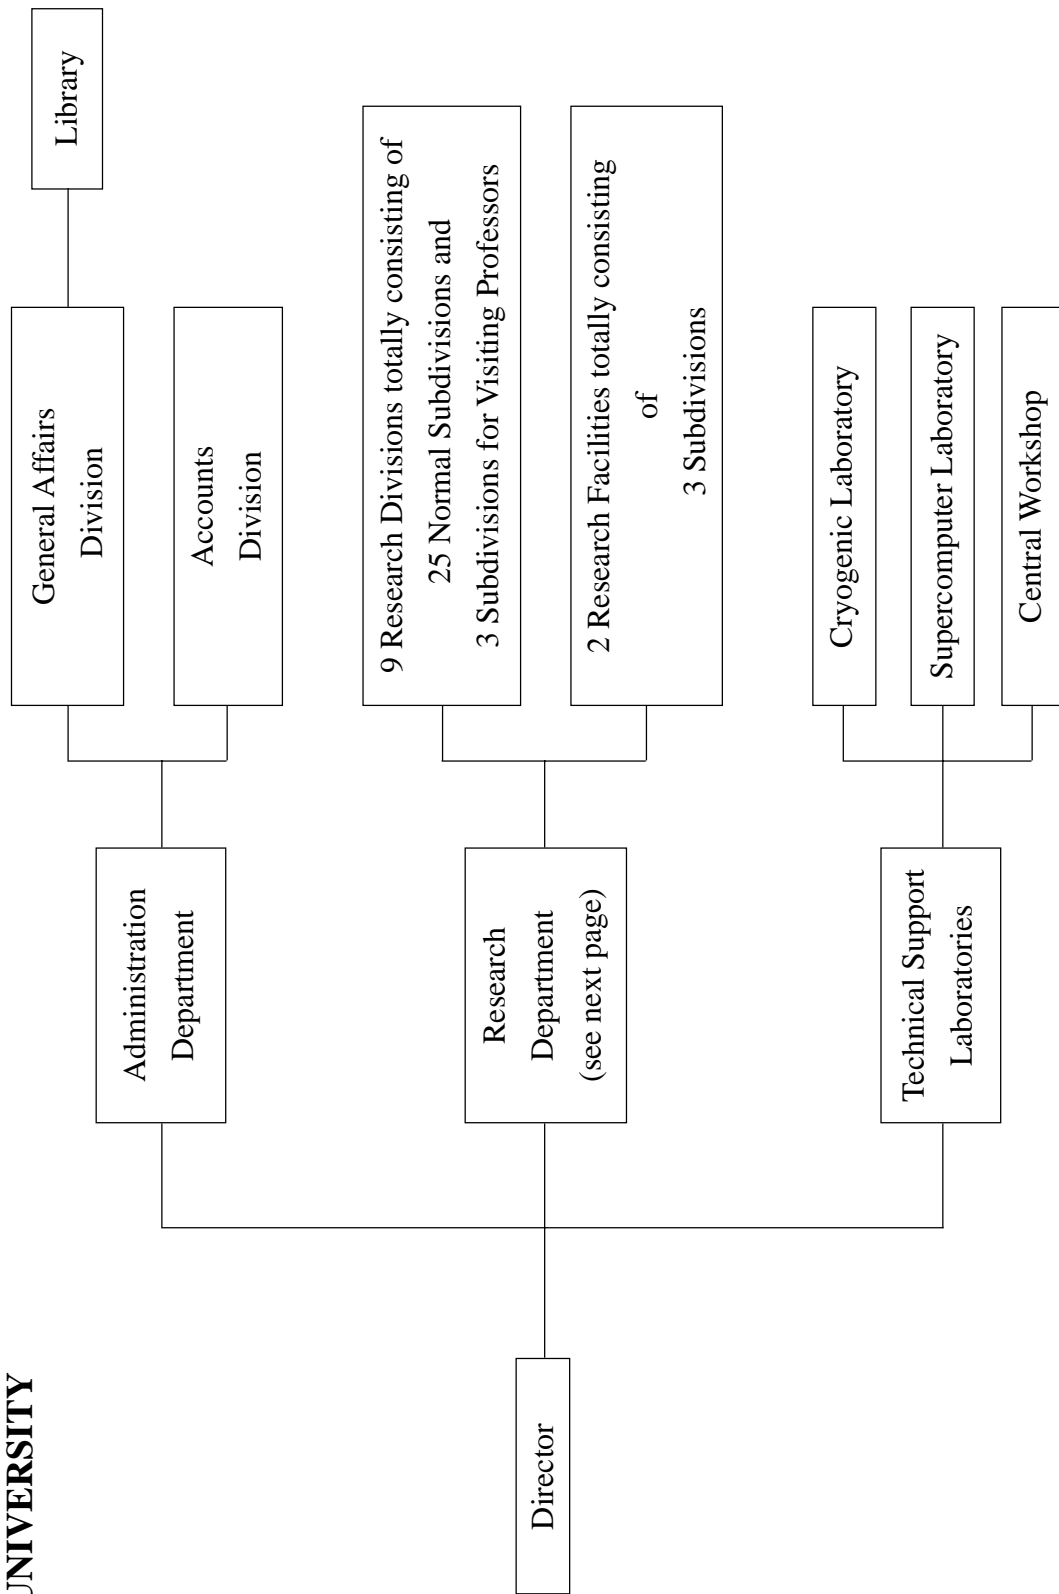 UNIVERSITY
Director
Administration
Department
General Affairs
Division
Library
Accounts
Division
Research
Department
(see next page)
9 Research Divisions totally consisting of
25 Normal Subdivisions and
3 Subdivisions for Visiting Professors
2 Research Facilities totally consisting
of
3 Subdivisions
Technical Support
Laboratories
Cryogenic Laboratory
Supercomputer Laboratory
Central Workshop